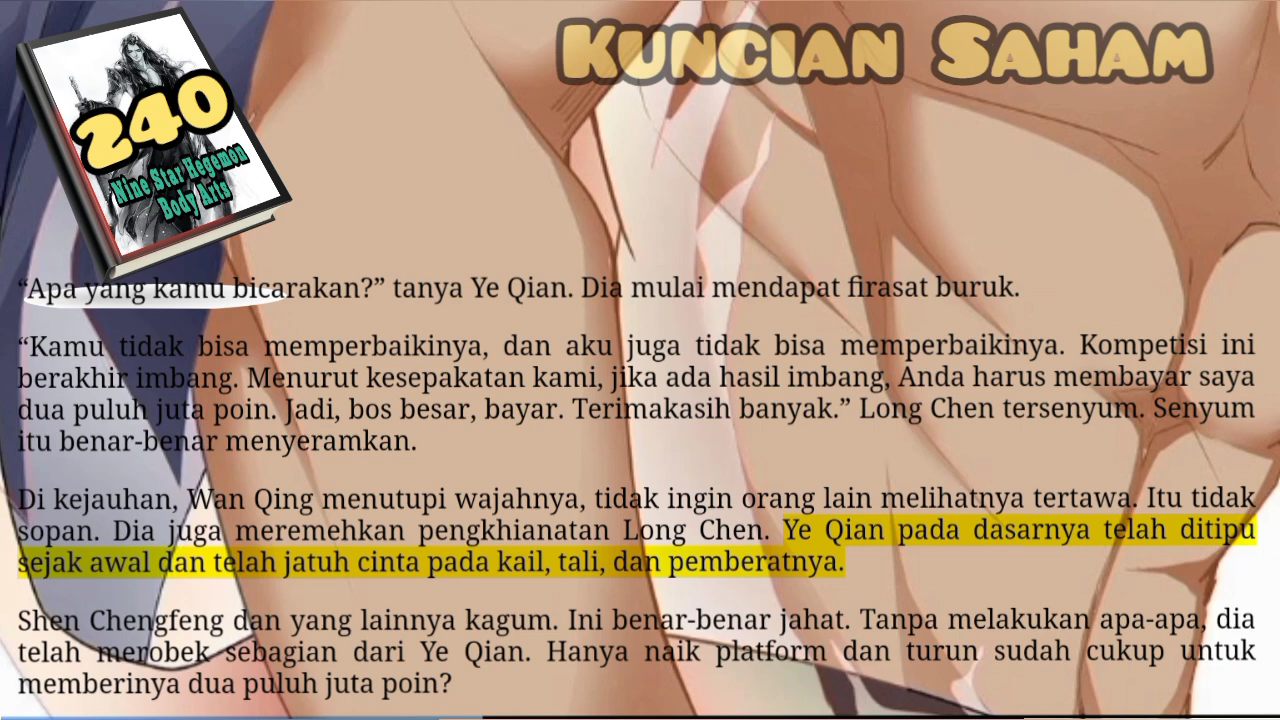 Kuncian Saham
240
Nine Star Hegemon
Body Arts
“Apa yang kamu bicarakan?” tanya Ye Qian. Dia mulai mendapat firasat buruk.
“Kamu tidak bisa memperbaikinya, dan aku juga tidak bisa memperbaikinya. Kompetisi ini
berakhir imbang. Menurut kesepakatan kami, jika ada hasil imbang, Anda harus membayar saya
dua puluh juta poin. Jadi, bos besar, bayar. Terimakasih banyak.” Long Chen tersenyum. Senyum
itu benar-benar menyeramkan.
Di kejauhan, Wan Qing menutupi wajahnya, tidak ingin orang lain melihatnya tertawa. Itu tidak
sopan. Dia juga meremehkan pengkhianatan Long Chen. Ye Qian pada dasarnya telah ditipu
sejak awal dan telah jatuh cinta pada kail, tali, dan pemberatnya.
Shen Chengfeng dan yang lainnya kagum. Ini benar-benar jahat. Tanpa melakukan apa-apa, dia
telah merobek sebagian dari Ye Qian. Hanya naik platform dan turun sudah cukup untuk
memberinya dua puluh juta poin?